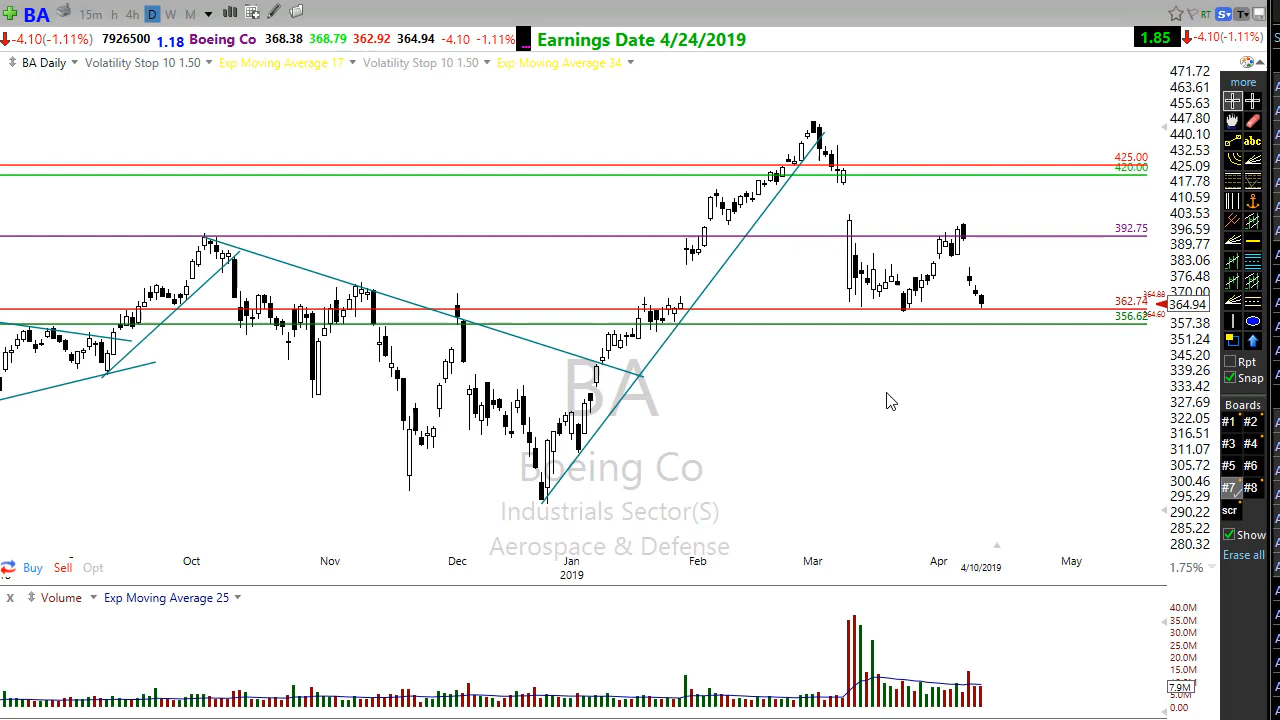 BA 15m h 4H D W M RT S T
-4.10(-1.11%) 7926500 1.18 Boeing Co 368.38 368.79 362.92 364.94 -4.10 -1.11% ... Earnings Date 4/24/2019 1.85 -4.10(-1.11%)
BA Daily Volatility Stop 10 1.50 Exp Moving Average 17 Volatility Stop 10 1.50 Exp Moving Average 34
471.72
463.61
455.63
447.80
440.10
432.53
425.09
417.78
410.59
403.53
396.59
389.77
383.06
376.48
370.00
364.94
357.38
351.24
345.20
339.26
333.42
327.69
322.05
316.51
311.07
305.72
300.46
295.29
290.22
285.22
280.32
425.00
420.00
392.75
362.74
364.88
364.60
356.62
BA
Boeing Co
Industrials Sector(S)
Aerospace & Defense
Oct Nov Dec Jan Feb Mar Apr May
2019
4/10/2019
Buy Sell Opt
1.75%
x Volume Exp Moving Average 25
40.0M
35.0M
30.0M
25.0M
20.0M
15.0M
7.9M
5.0M
0.00
more
abc
Rpt
Snap
Boards
#1 #2
#3 #4
#5 #6
#7 #8
scr
Show
Erase all